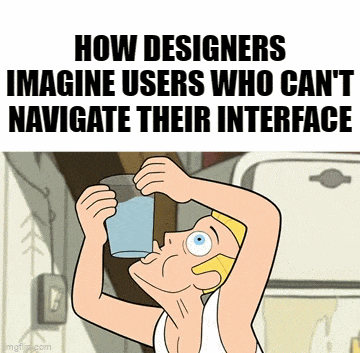 HOW DESIGNERS
IMAGINE USERS WHO CAN'T
NAVIGATE THEIR INTERFACE
imgflip.com